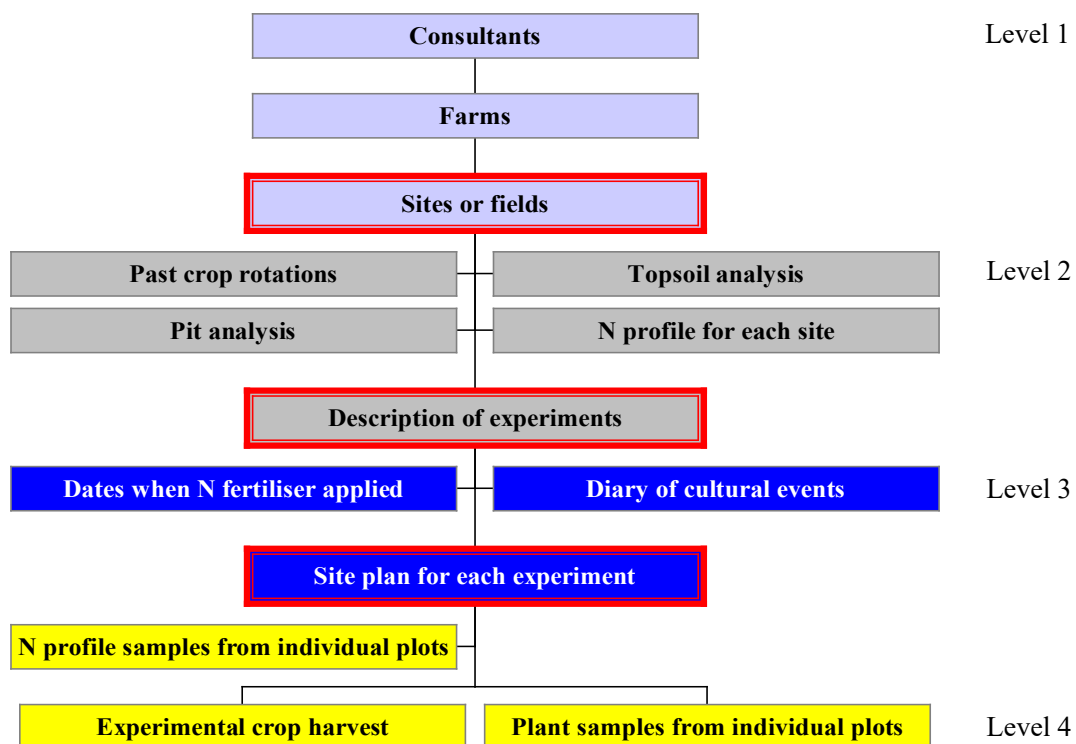 Consultants
Level 1
Farms
Sites or fields
Past crop rotations
Topsoil analysis
Level 2
Pit analysis
N profile for each site
Description of experiments
Dates when N fertiliser applied
Diary of cultural events
Level 3
Site plan for each experiment
N profile samples from individual plots
Experimental crop harvest
Plant samples from individual plots
Level 4